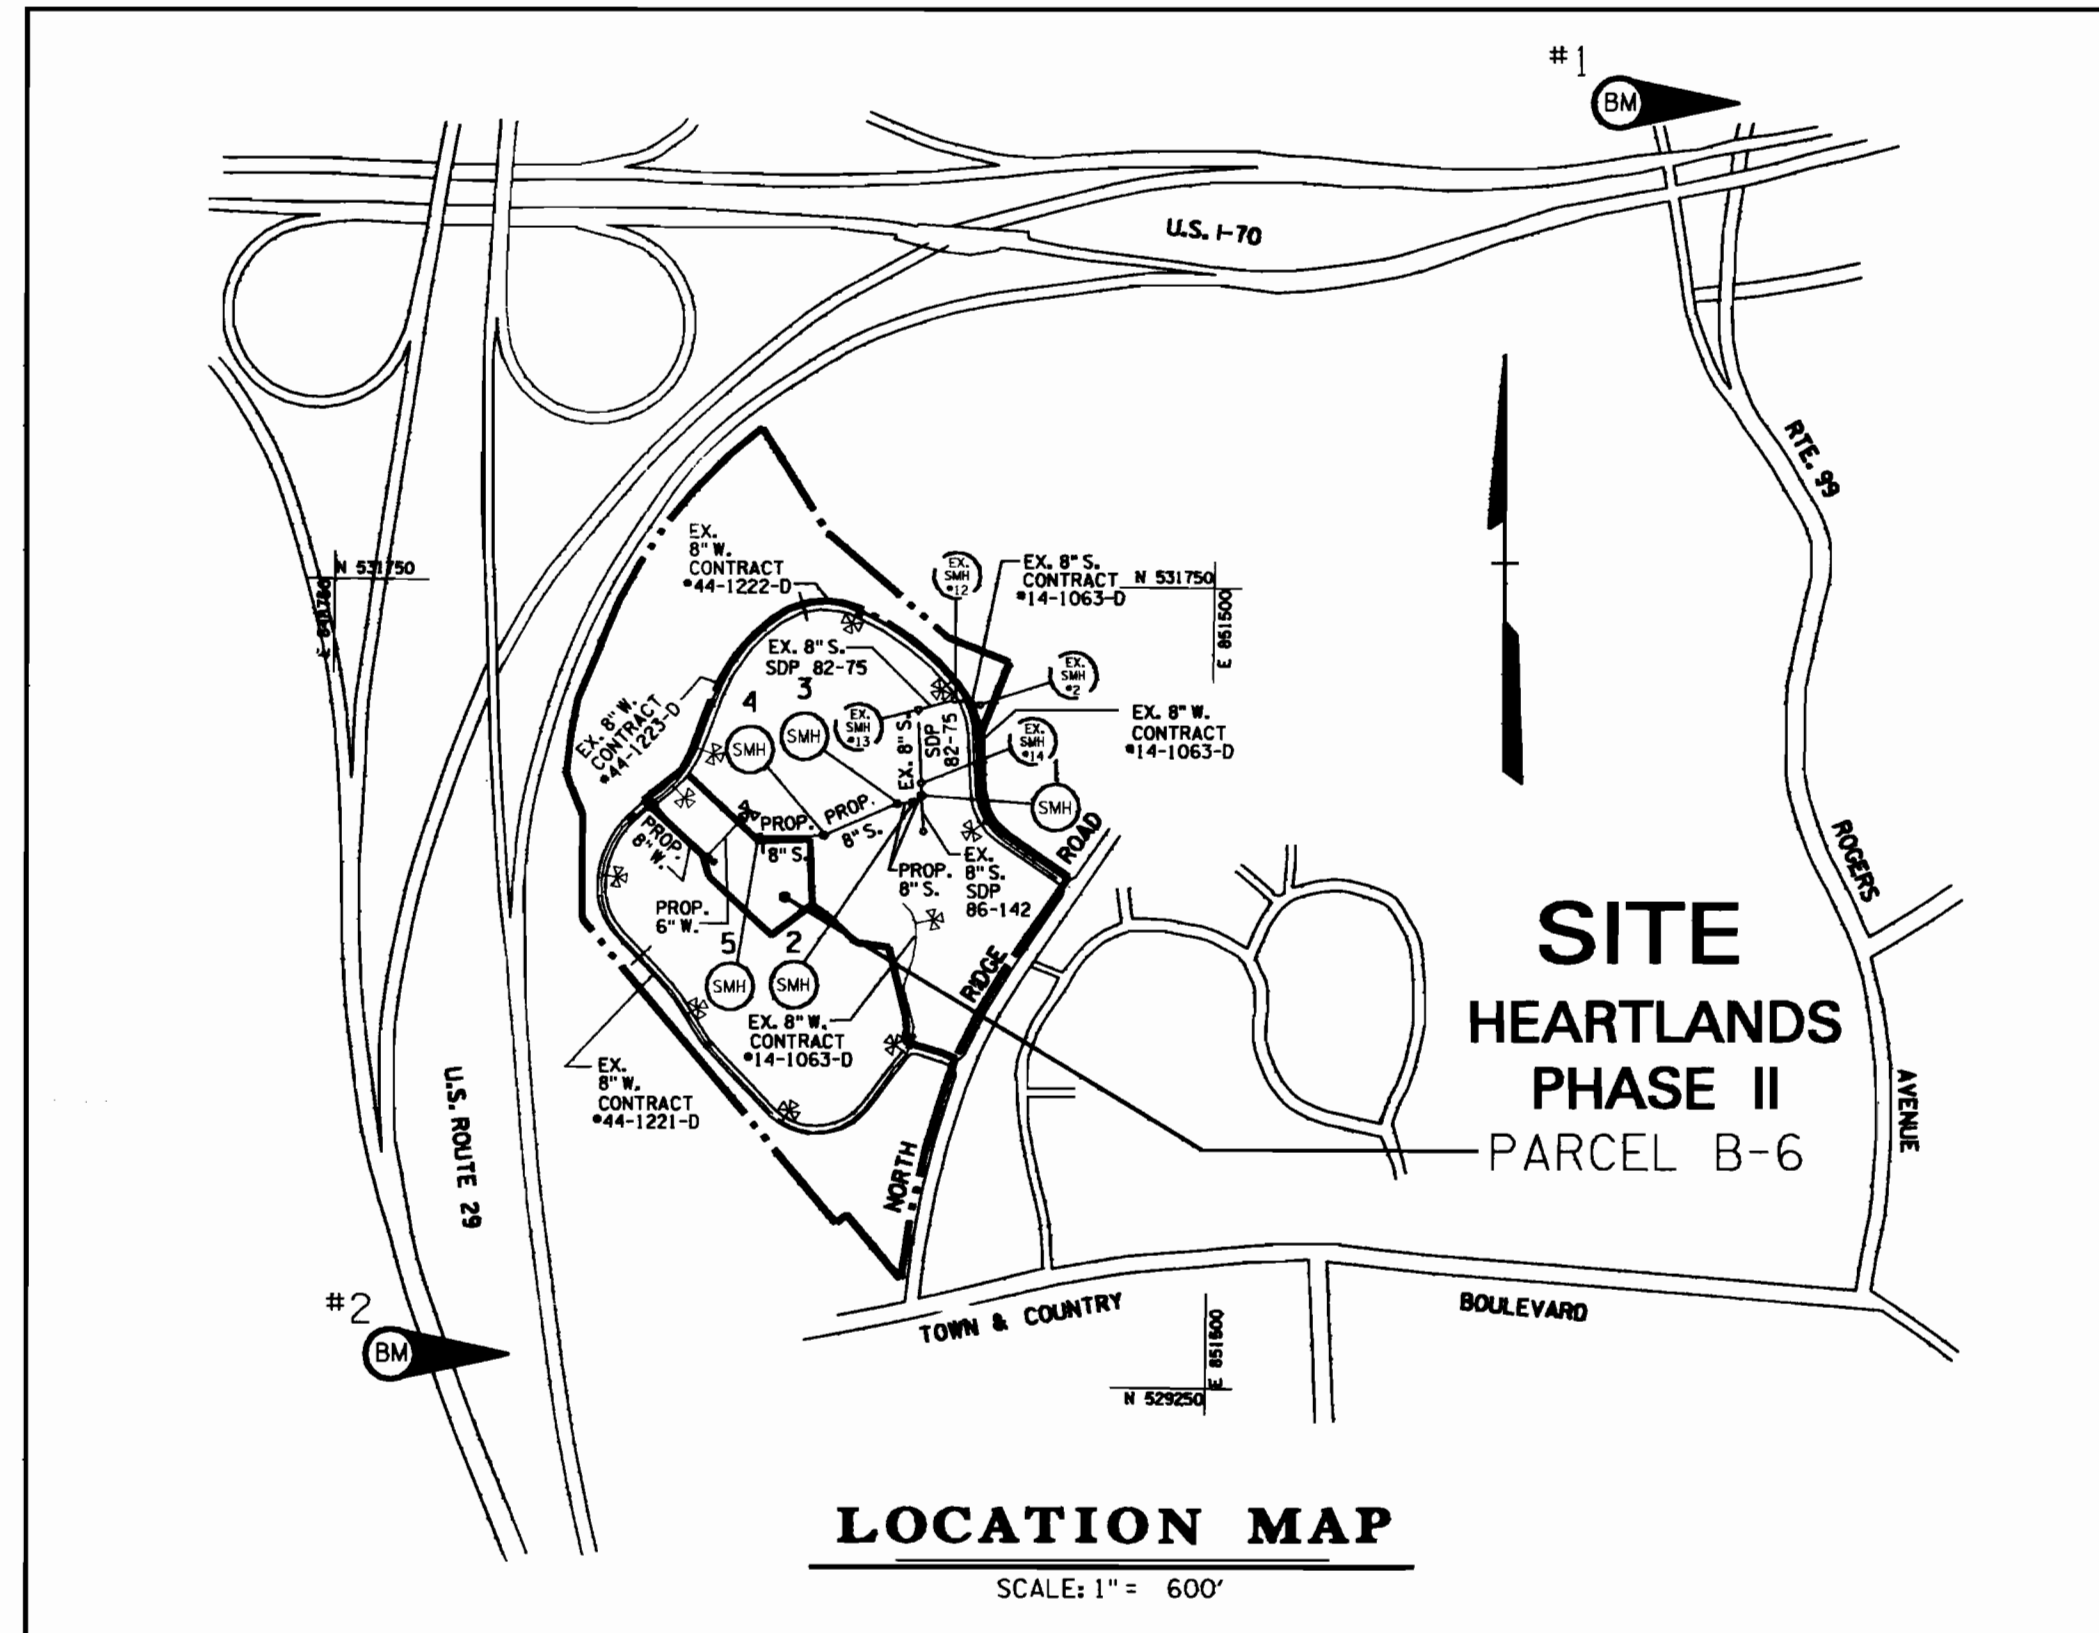 #1
BM
U.S. I-70
RTE. 99
EX.
8" W.
CONTRACT
#44-1222-D
EX.
SMH
#12
EX. 8" S.
CONTRACT
#14-1063-D
N 531750
E 851500
N 531750
EX. 8" S.
SDP 82-75
EX.
SMH
#2
EX. 8" W.
CONTRACT
#44-1223-D
4
SMH
3
SMH
EX.
SMH
#13
EX. 8" S.
SDP
82-75
EX.
SMH
#14
EX. 8" W.
CONTRACT
#14-1063-D
1
SMH
PROP.
8" W.
PROP.
8" S.
PROP.
8" S.
PROP.
8" S.
EX.
8" S.
SDP
86-142
PROP.
6" W.
5
SMH
2
SMH
EX. 8" W.
CONTRACT
#14-1063-D
EX.
8" W.
CONTRACT
#44-1221-D
NORTH
RIDGE
ROAD
ROGERS
AVENUE
SITE
HEARTLANDS
PHASE II
PARCEL B-6
U.S. ROUTE 29
#2
BM
TOWN & COUNTRY
BOULEVARD
E 851500
N 529250
LOCATION MAP
SCALE: 1" = 600'